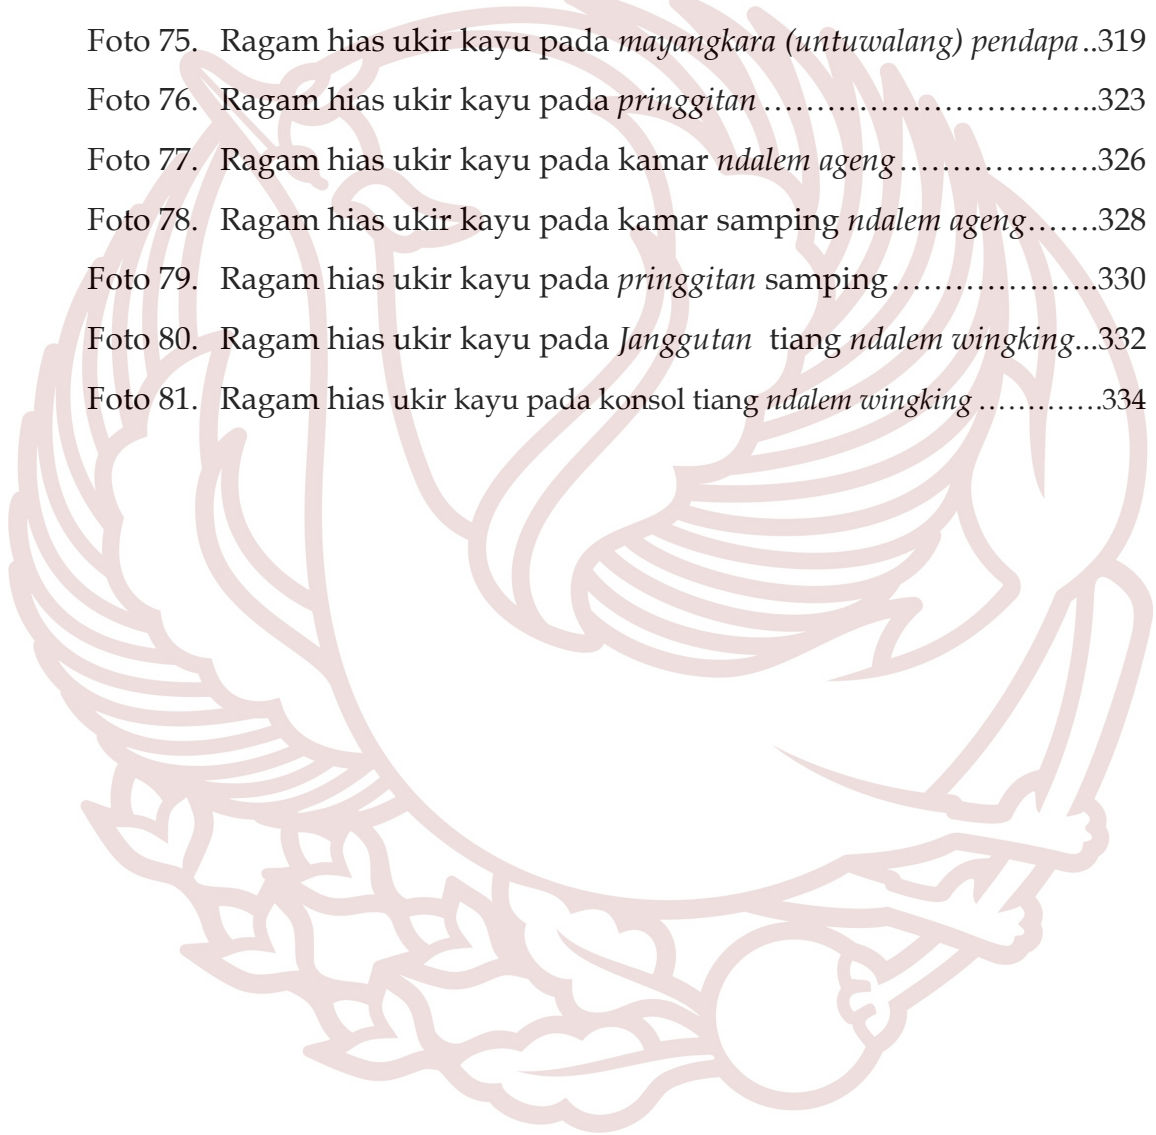 Foto 75. Ragam hias ukir kayu pada mayangkara (untuwalang) pendapa..319
Foto 76. Ragam hias ukir kayu pada pringgitan…………………………..323
Foto 77. Ragam hias ukir kayu pada kamar ndalem ageng……………….326
Foto 78. Ragam hias ukir kayu pada kamar samping ndalem ageng…….328
Foto 79. Ragam hias ukir kayu pada pringgitan samping………………..330
Foto 80. Ragam hias ukir kayu pada Janggutan tiang ndalem wingking...332
Foto 81. Ragam hias ukir kayu pada konsol tiang ndalem wingking………….334